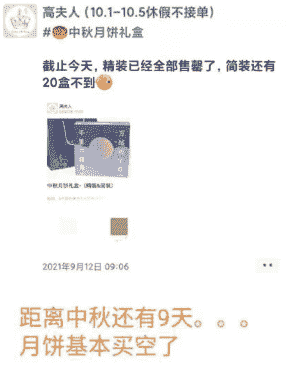 高夫人 (10.1-10.5休假不接单)
#🥮中秋月饼礼盒
截止今天，精装已经全部售罄了，简装还有
20盒不到🥮
高夫人
中秋月饼礼盒-（精装&简装）
2021年9月12日 09:06
距离中秋还有9天。。。
月饼基本买空了